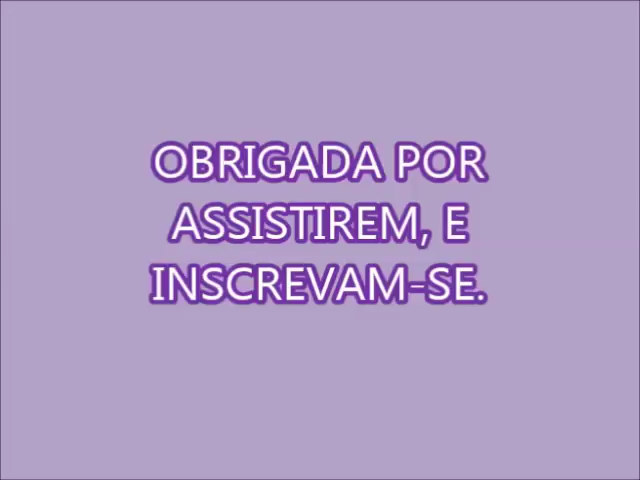 OBRIGADA POR
ASSISTIREM, E
INSCREVAM-SE.